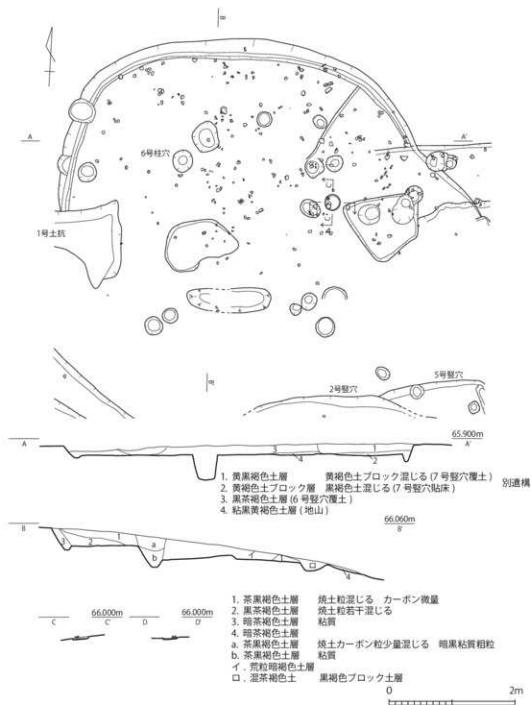 B
A
A'
6号柱穴
1号土坑
B
2号竪穴
5号竪穴
A
65.900m
A'
1. 黄黒褐色土層 黄褐色土ブロック混じる(7号竪穴覆土)
2. 黄褐色土ブロック層 黒褐色土混じる(7号竪穴貼床) 別遺構
3. 黒茶褐色土層(6号竪穴覆土)
4. 粘黒黄褐色土層(地山)
B
66.060m
B'
1. 茶黒褐色土層 焼土粒混じる カーボン微量
2. 黒茶褐色土層 焼土粒若干混じる
3. 暗茶褐色土層 粘質
4. 暗茶褐色土層
a. 茶黒褐色土層 焼土カーボン粒少量混じる 暗黒粘質粗粒
b. 茶黒褐色土層 粘質
イ. 荒粒暗褐色土層
ロ. 混茶褐色土 黒褐色ブロック土層
66.000m 66.000m
C C' D D'
0 2m